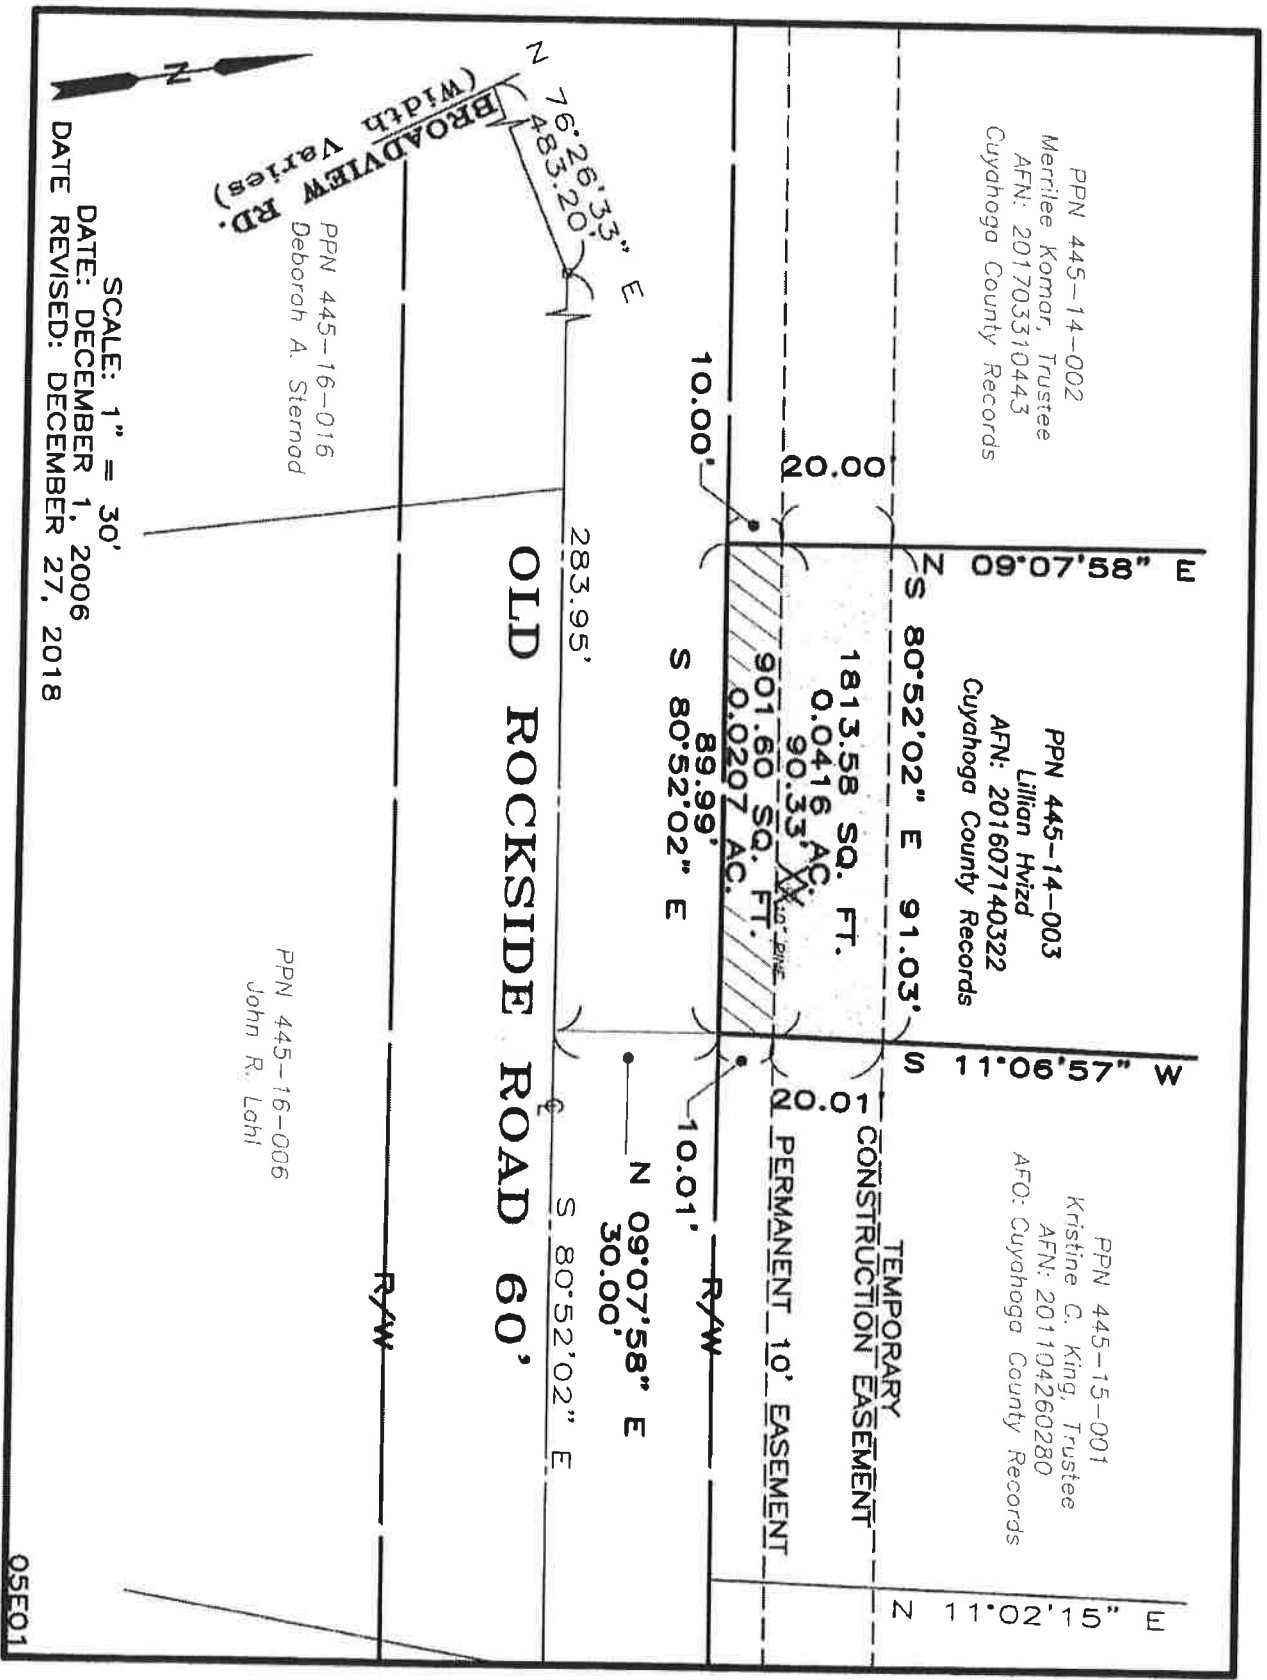 PPN 445-14-002
Merrilee Komar, Trustee
AFN: 201703310443
Cuyahoga County Records
PPN 445-14-003
Lillian Hvizd
AFN: 201607140322
Cuyahoga County Records
PPN 445-15-001
Kristine C. King, Trustee
AFN: 201104260280
AFO: Cuyahoga County Records
N 09°07'58" E
S 11°06'57" W
N 11°02'15" E
S 80°52'02" E 91.03'
20.00
1813.58 SQ. FT.
0.0416 AC.
90.33'
10" PINE
901.60 SQ. FT.
0.0207 AC.
20.01
TEMPORARY
CONSTRUCTION EASEMENT
PERMANENT 10' EASEMENT
10.00'
89.99'
S 80°52'02" E
10.01'
R/W
N 09°07'58" E
30.00'
N 76°26'33" E
483.20'
283.95'
S 80°52'02" E
OLD ROCKSIDE ROAD 60'
BROADVIEW RD.
(Width Varies)
R/W
PPN 445-16-016
Deborah A. Sternad
PPN 445-16-006
John R. Lahl
N
SCALE: 1" = 30'
DATE: DECEMBER 1, 2006
DATE REVISED: DECEMBER 27, 2018
05E01